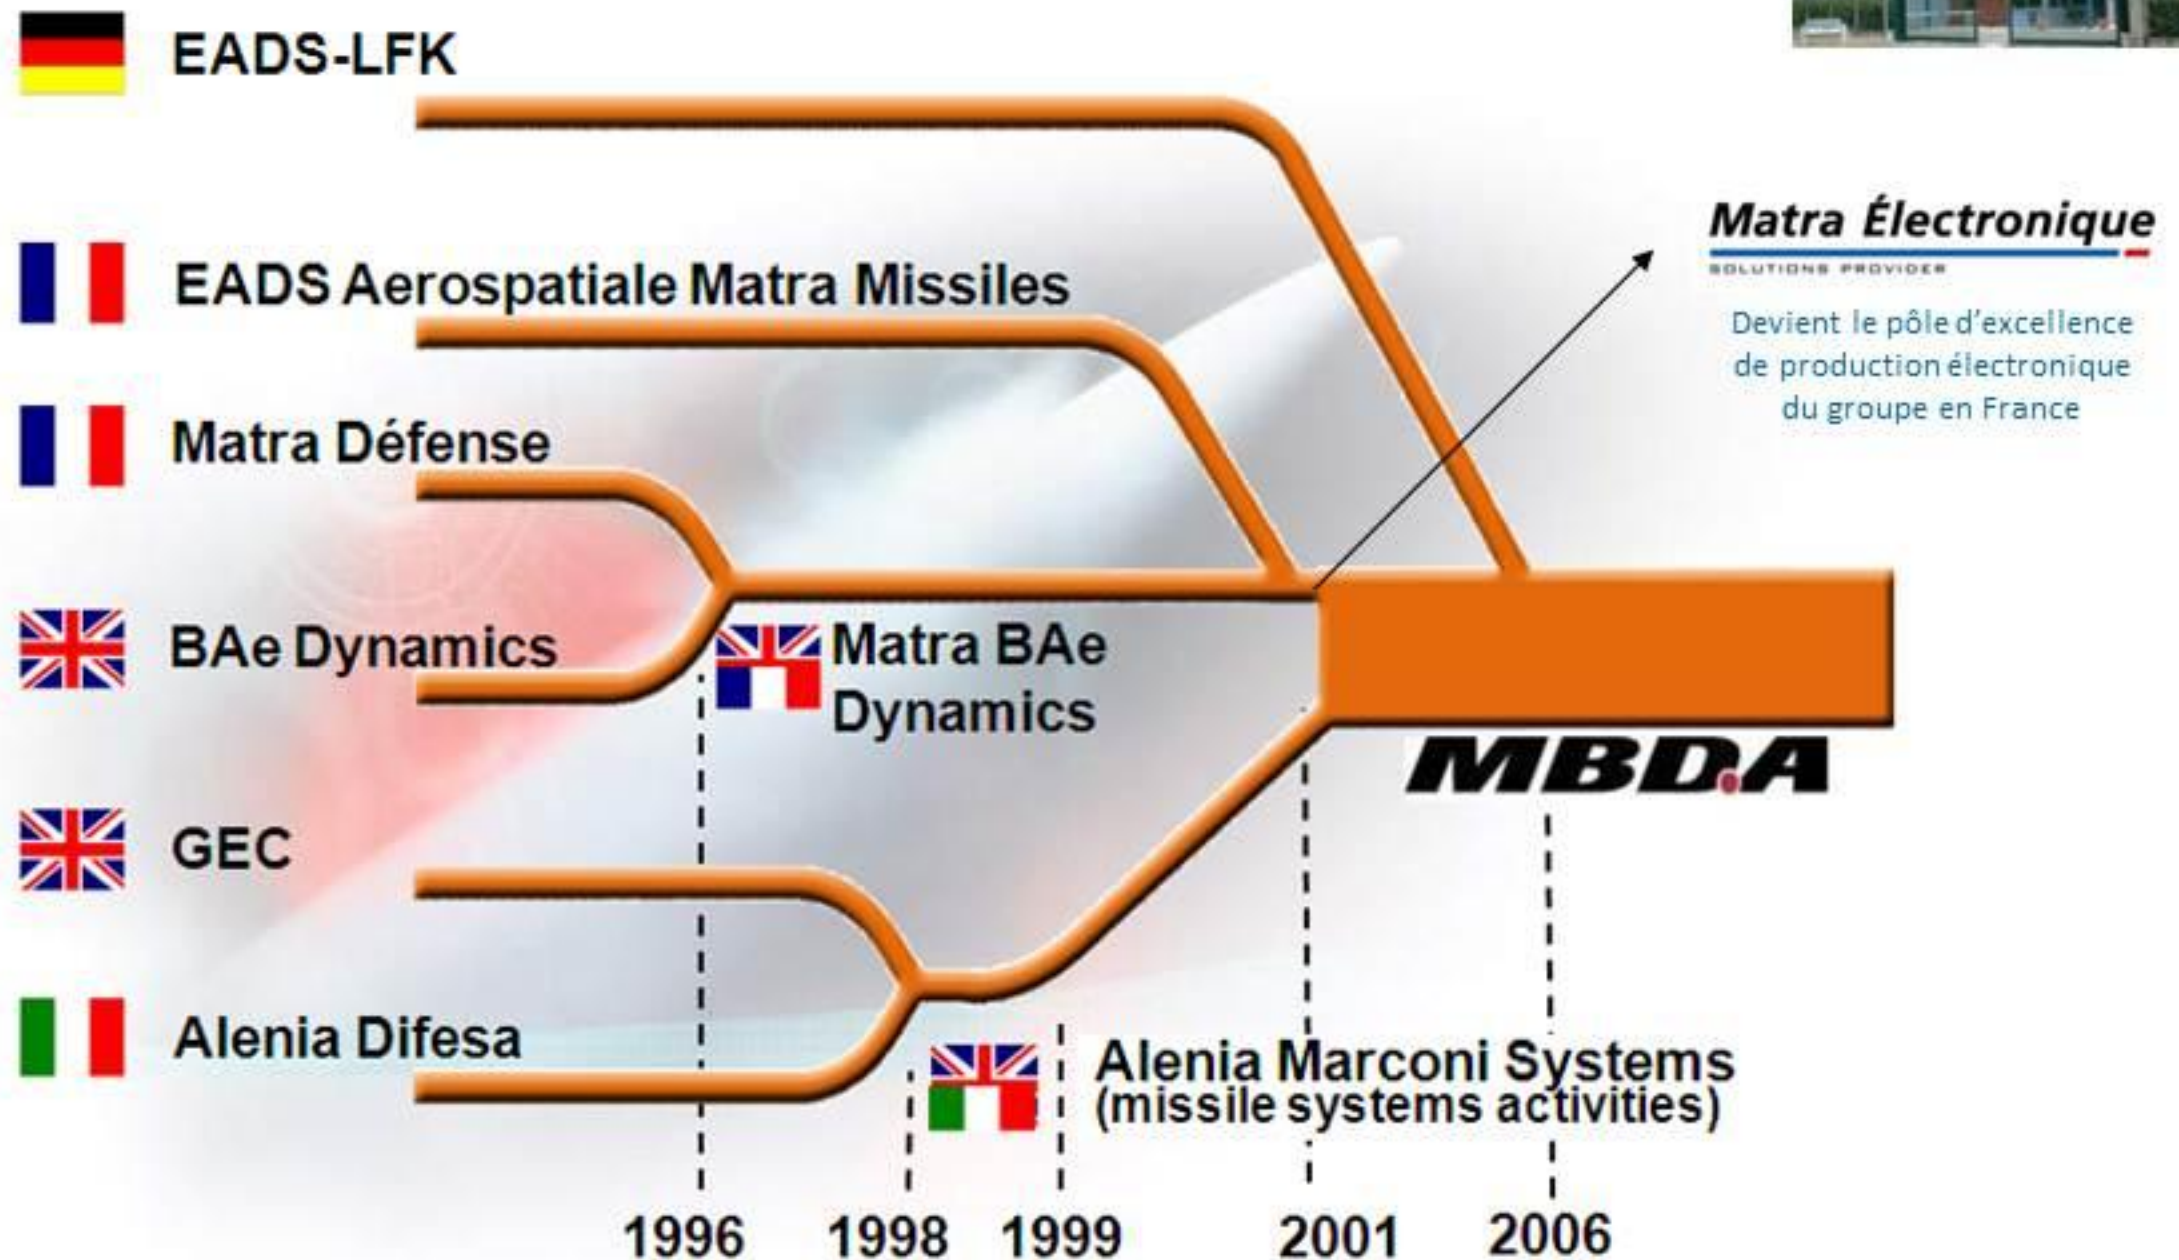 EADS-LFK
EADS Aerospatiale Matra Missiles
Matra Électronique
SOLUTIONS PROVIDER
Devient le pôle d'excellence
de production électronique
du groupe en France
Matra Défense
BAe Dynamics
Matra BAe
Dynamics
MBDA
GEC
Alenia Difesa
Alenia Marconi Systems
(missile systems activities)
1996
1998
1999
2001
2006